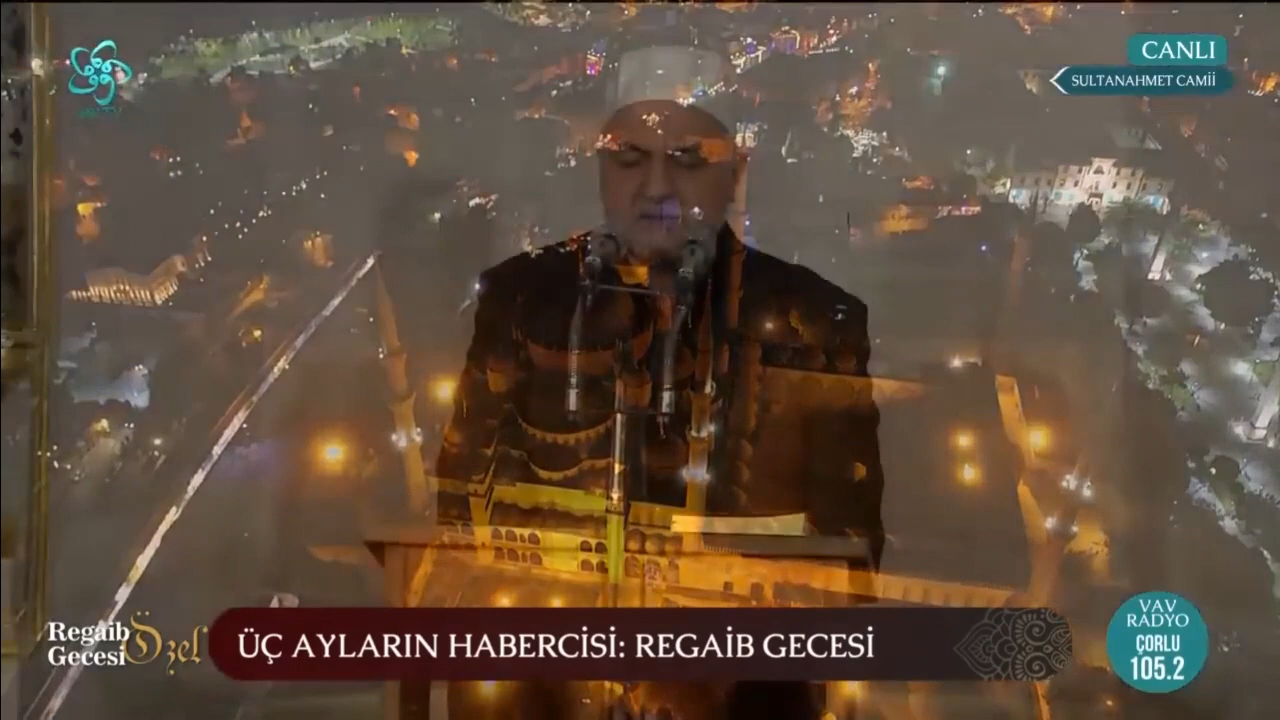 CANLI
SULTANAHMET CAMİİ
Regaib
Gecesi
Özel
ÜÇ AYLARIN HABERCİSİ: REGAİB GECESİ
VAV
RADYO
ÇORLU
105.2